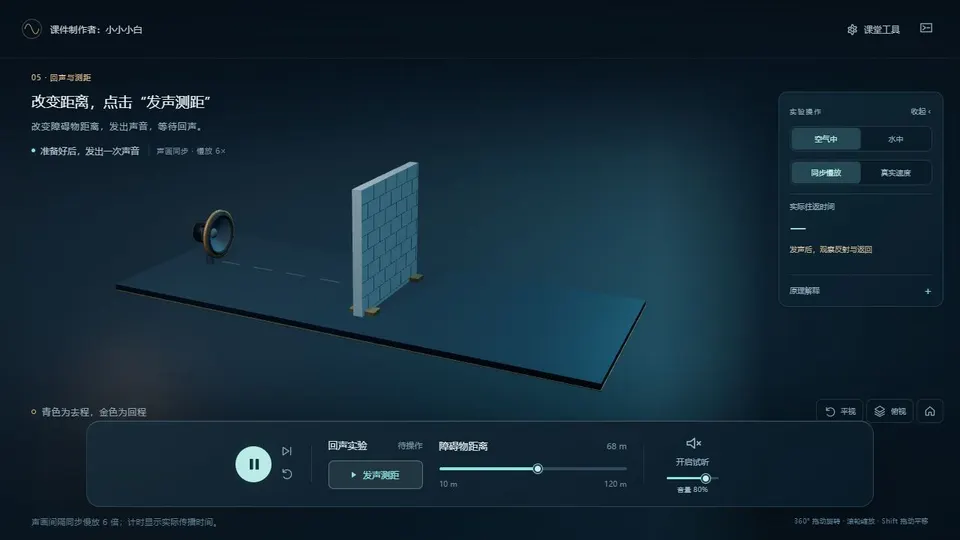 课件制作者：小小小白
课堂工具
05 · 回声与测距
改变距离，点击“发声测距”
改变障碍物距离，发出声音，等待回声。
准备好后，发出一次声音
声画同步 · 慢放 6×
实验操作
收起 ‹
空气中
水中
同步慢放
真实速度
实际往返时间
—
发声后，观察反射与返回
原理解释
+
青色为去程，金色为回程
平视
俯视
回声实验
待操作
障碍物距离
68 m
发声测距
10 m
120 m
开启试听
音量 80%
声画间隔同步慢放 6 倍；计时显示实际传播时间。
360° 拖动旋转 · 滚轮缩放 · Shift 拖动平移